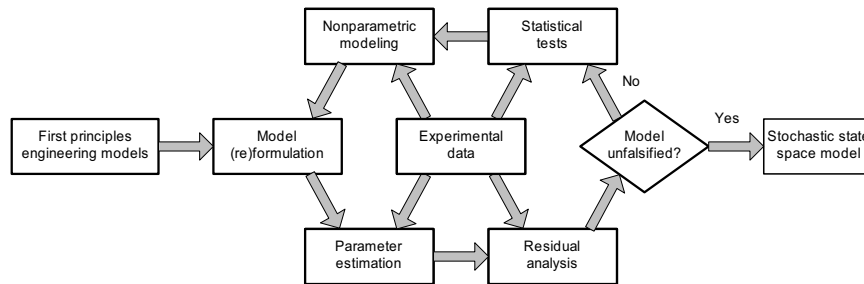 Nonparametric
modeling
Statistical
tests
No
Yes
First principles
engineering models
Model
(re)formulation
Experimental
data
Model
unfalsified?
Stochastic state
space model
Parameter
estimation
Residual
analysis